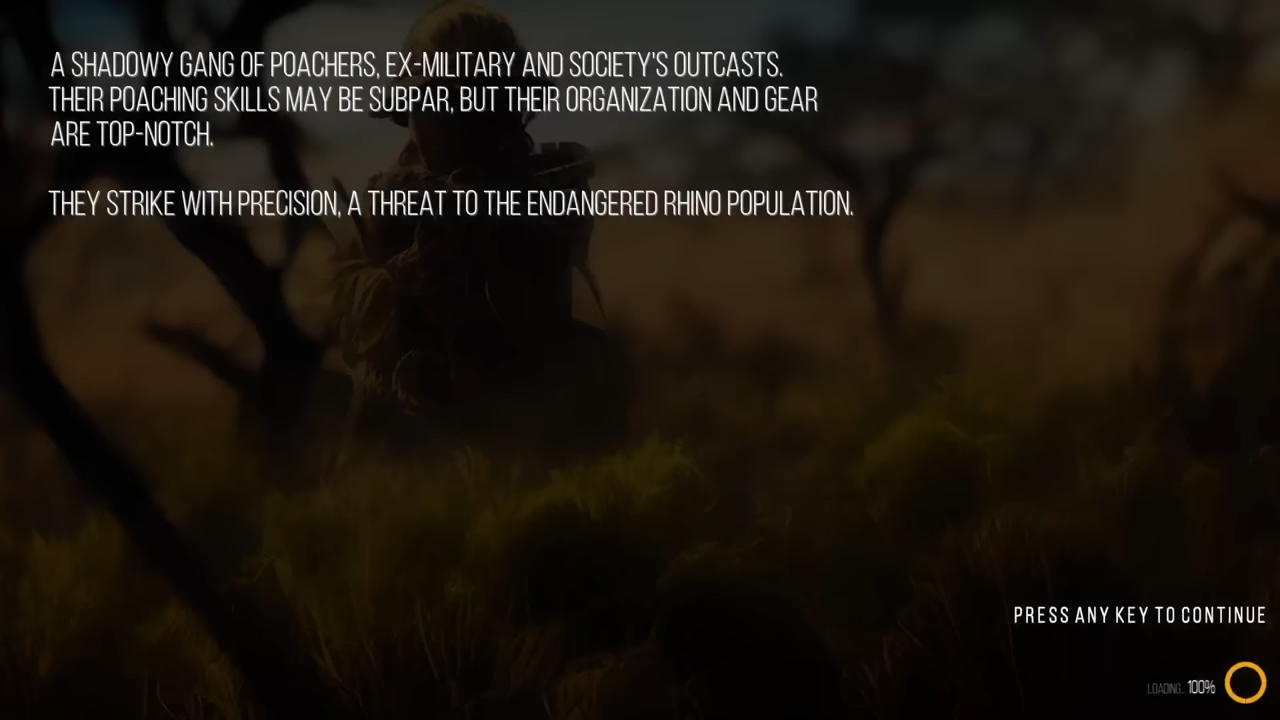 A SHADOWY GANG OF POACHERS, EX-MILITARY AND SOCIETY'S OUTCASTS.
THEIR POACHING SKILLS MAY BE SUBPAR, BUT THEIR ORGANIZATION AND GEAR
ARE TOP-NOTCH.
THEY STRIKE WITH PRECISION, A THREAT TO THE ENDANGERED RHINO POPULATION.
PRESS ANY KEY TO CONTINUE
LOADING... 100%